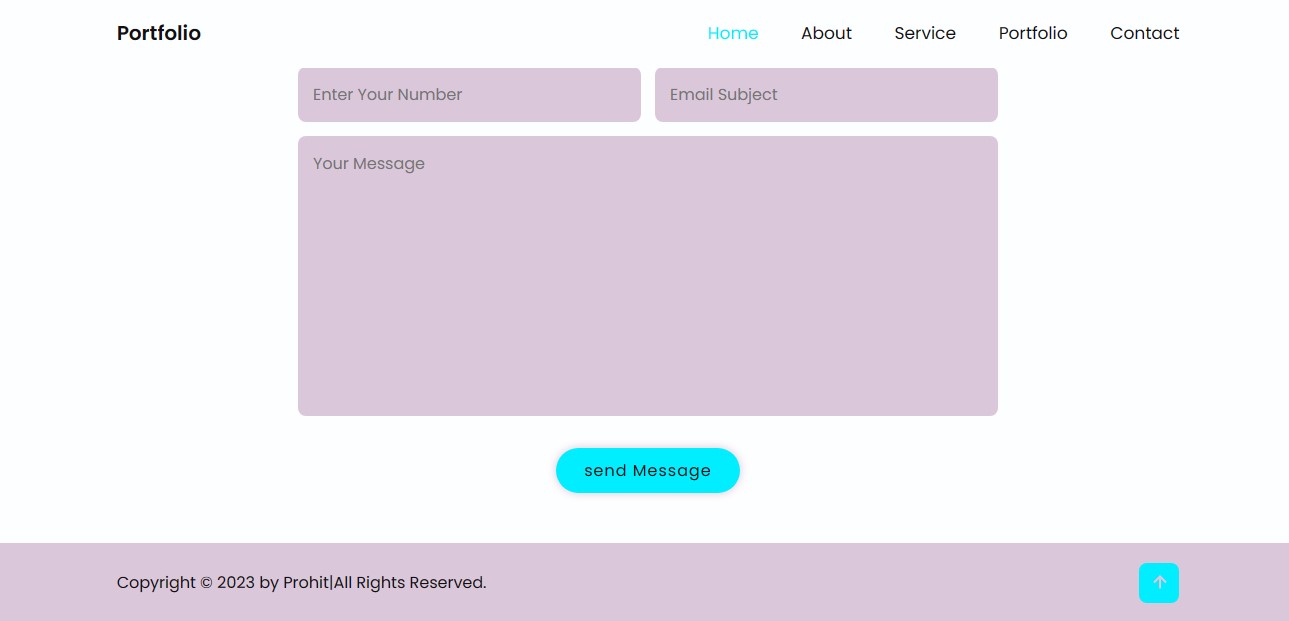 Portfolio Home About Service Portfolio Contact
Enter Your Number Email Subject
Your Message
send Message
Copyright © 2023 by Prohit|All Rights Reserved.